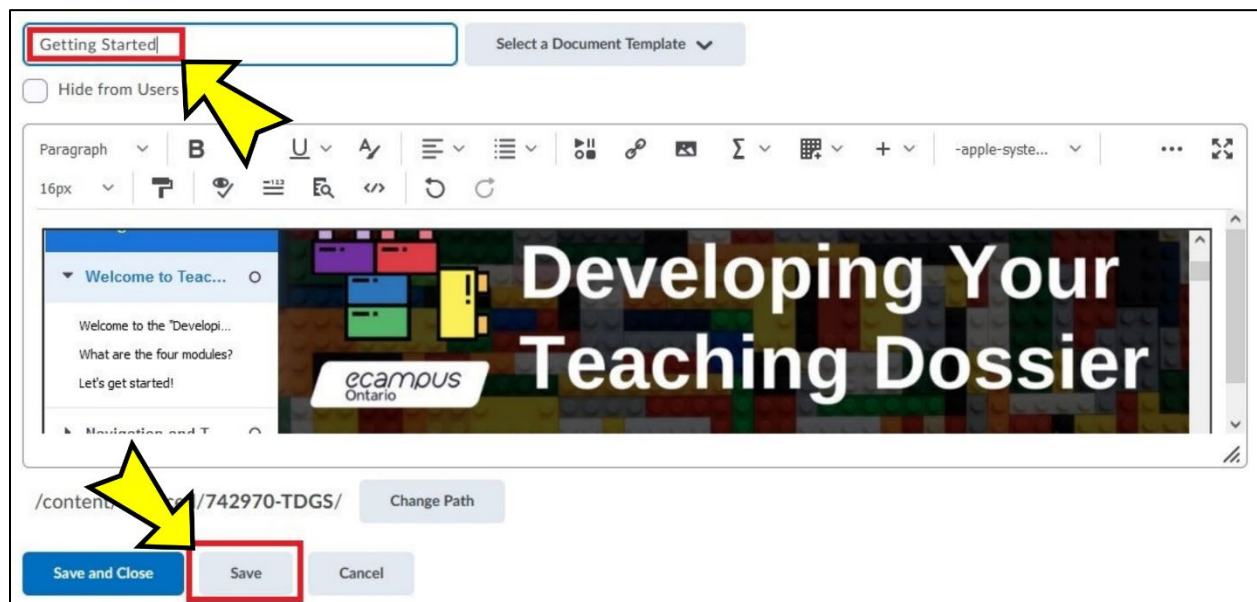 Getting Started
Select a Document Template
Hide from Users
Paragraph B U A -apple-syste... ...
16px
Welcome to Teac...
Welcome to the "Developi...
What are the four modules?
Let's get started!
Developing Your
Teaching Dossier
ecampus
Ontario
/content/ /742970-TDGS/
Change Path
Save and Close
Save
Cancel